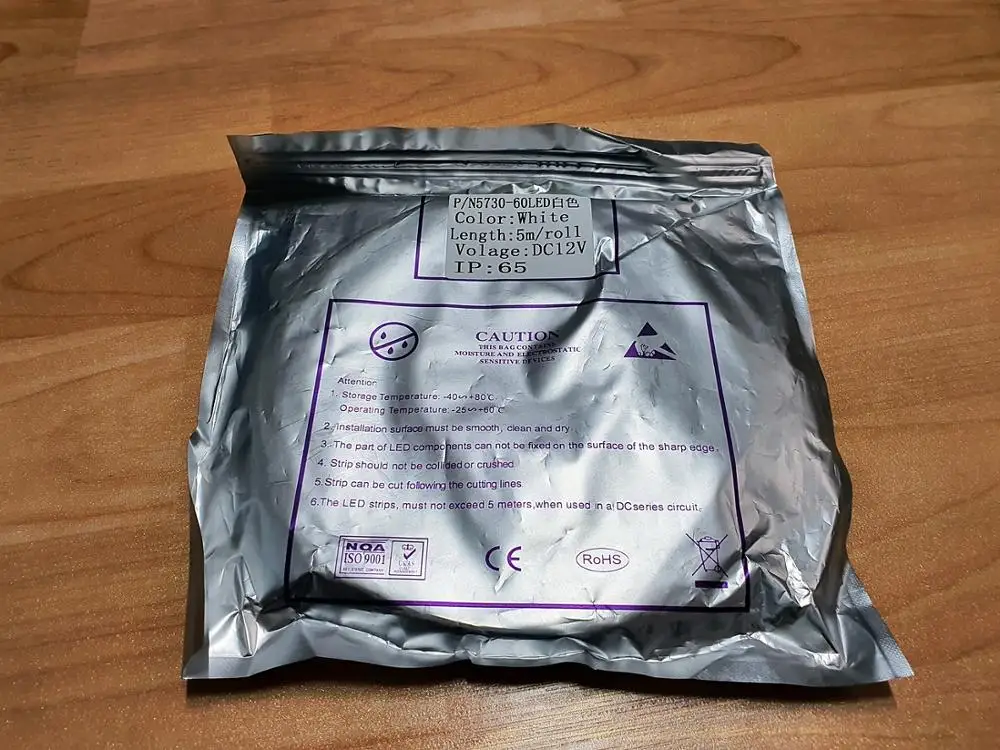 P/N5730-60LED白色
Color:White
Length:5m/roll
Volage:DC12V
IP:65
CAUTION
THIS BAG CONTAINS
MOISTURE AND ELECTROSTATIC
SENSITIVE DEVICES
Attention
1. Storage Temperature: -40∽+80℃
Operating Temperature: -25∽+60℃
2. Installation surface must be smooth, clean and dry
3. The part of LED components can not be fixed on the surface of the sharp edge.
4. Strip should not be collided or crushed
5. Strip can be cut following the cutting lines
6.The LED strips, must not exceed 5 meters,when used in a DC series circuit.
NQA
ISO 9001
UKAS
CE
RoHS